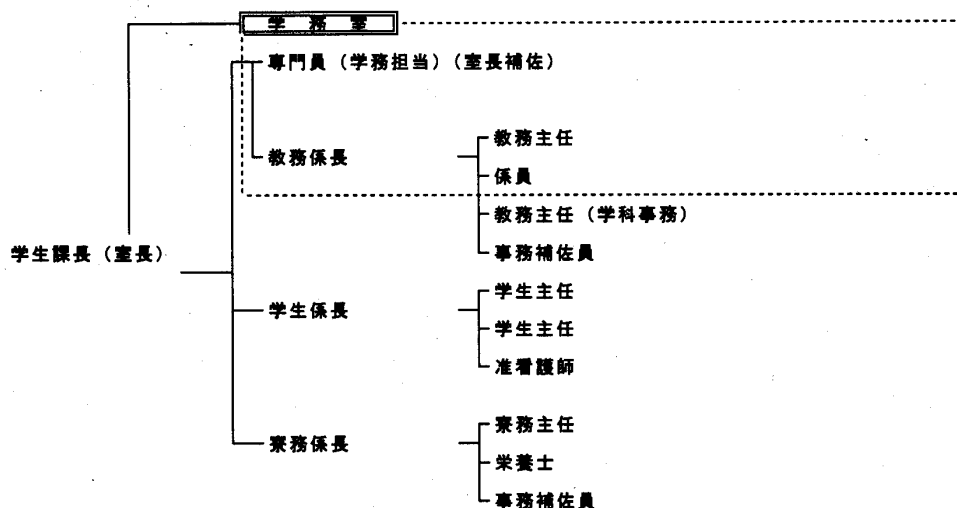 学務室
専門員（学務担当）（室長補佐）
教務係長
教務主任
係員
教務主任（学科事務）
事務補佐員
学生課長（室長）
学生係長
学生主任
学生主任
准看護師
寮務係長
寮務主任
栄養士
事務補佐員